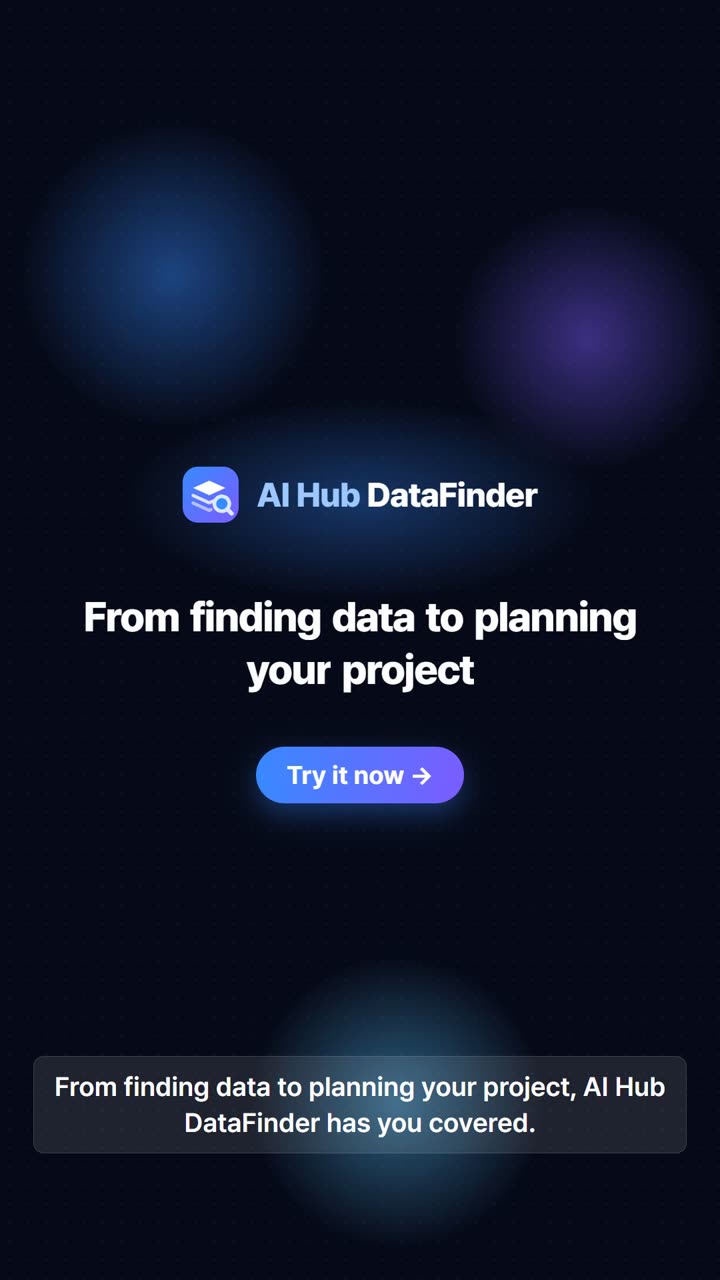 AI Hub DataFinder
From finding data to planning
your project
Try it now →
From finding data to planning your project, AI Hub
DataFinder has you covered.